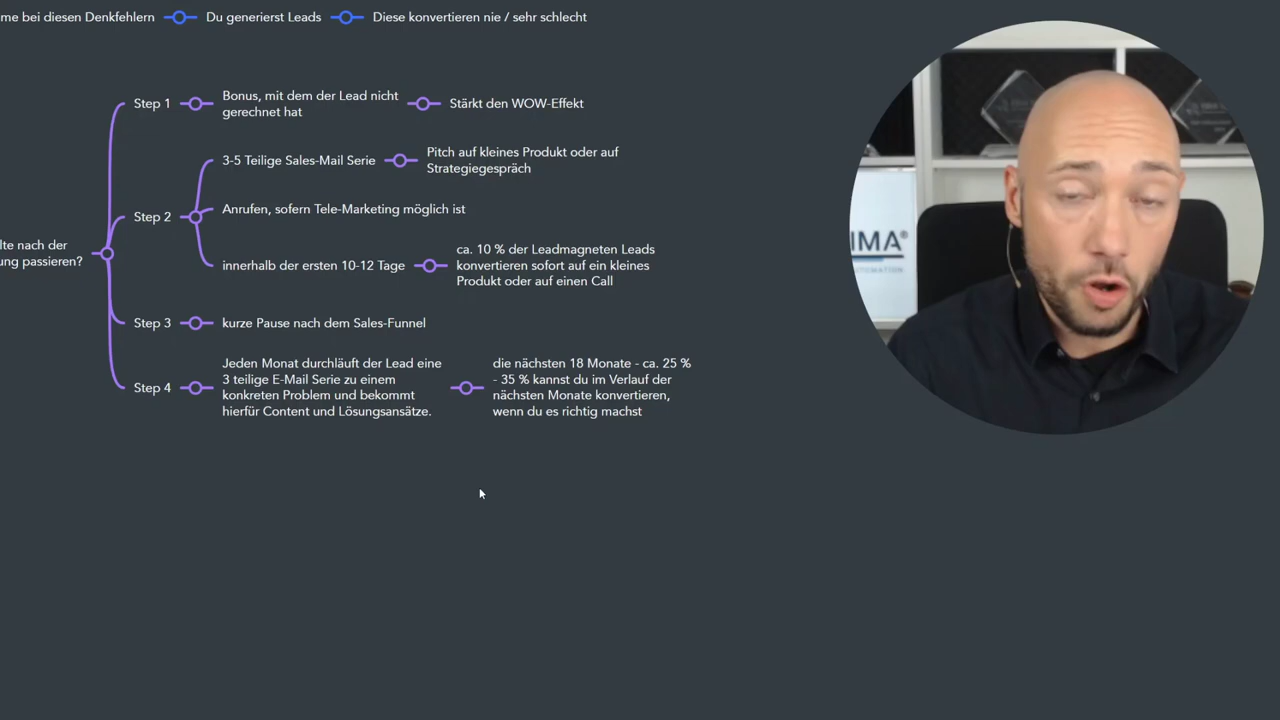 me bei diesen Denkfehlern
Du generierst Leads
Diese konvertieren nie / sehr schlecht
lte nach der
ung passieren?
Step 1
Bonus, mit dem der Lead nicht
gerechnet hat
Stärkt den WOW-Effekt
Step 2
3-5 Teilige Sales-Mail Serie
Pitch auf kleines Produkt oder auf
Strategiegespräch
Anrufen, sofern Tele-Marketing möglich ist
innerhalb der ersten 10-12 Tage
ca. 10 % der Leadmagneten Leads
konvertieren sofort auf ein kleines
Produkt oder auf einen Call
Step 3
kurze Pause nach dem Sales-Funnel
Step 4
Jeden Monat durchläuft der Lead eine
3 teilige E-Mail Serie zu einem
konkreten Problem und bekommt
hierfür Content und Lösungsansätze.
die nächsten 18 Monate - ca. 25 %
- 35 % kannst du im Verlauf der
nächsten Monate konvertieren,
wenn du es richtig machst
IMA®